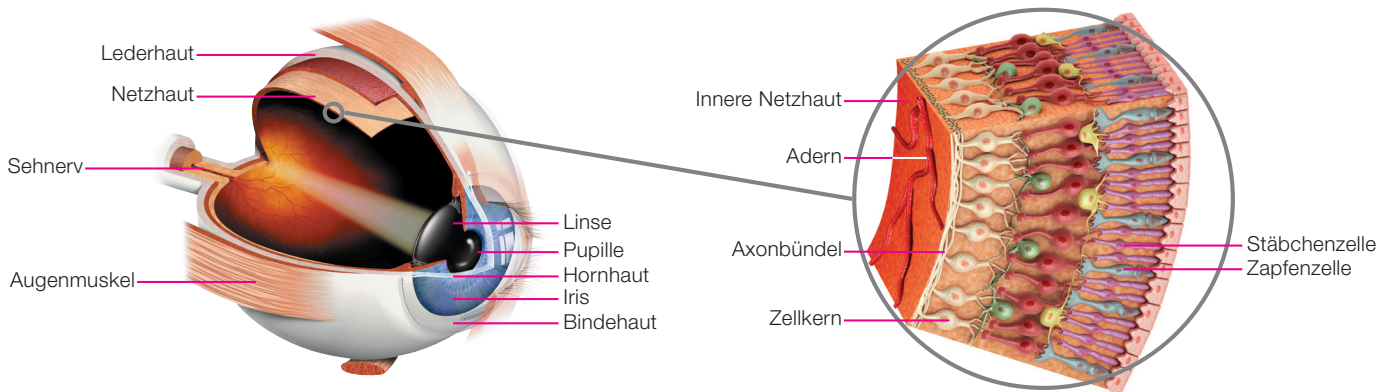 Lederhaut
Netzhaut
Sehnerv
Augenmuskel
Linse
Pupille
Hornhaut
Iris
Bindehaut
Innere Netzhaut
Adern
Axonbündel
Zellkern
Stäbchenzelle
Zapfenzelle